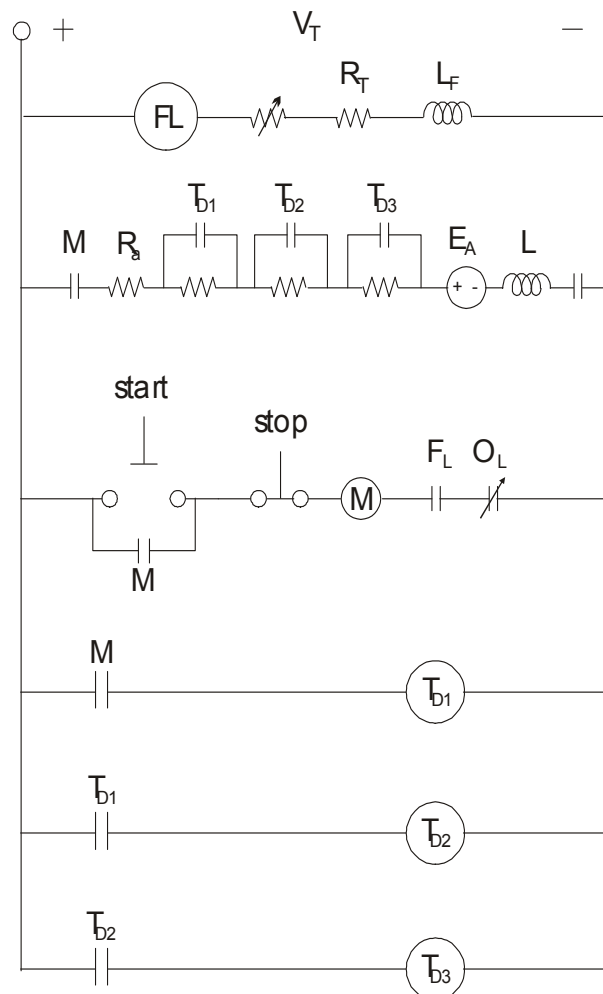 + V_T −
R_T L_F
FL
T_D1 T_D2 T_D3
M R_a E_A L
+ -
start
stop
F_L O_L
M
M
M
T_D1
T_D1
T_D2
T_D2
T_D3